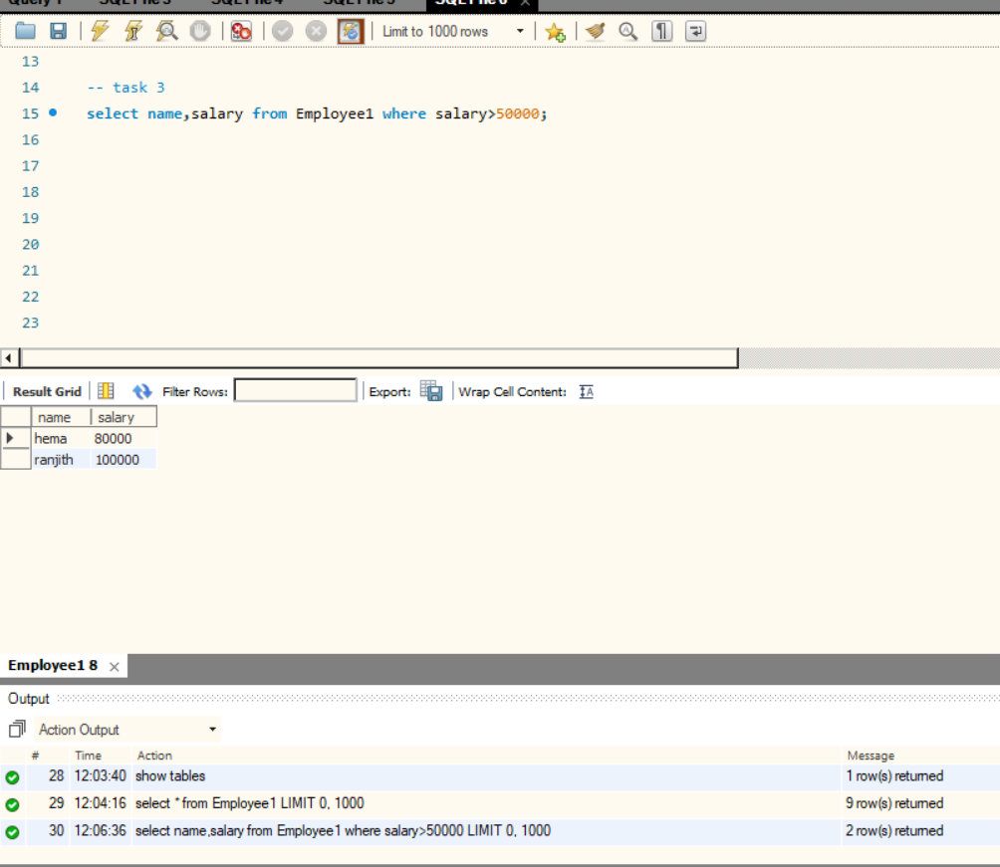 Limit to 1000 rows
13
14 -- task 3
15 select name,salary from Employee1 where salary>50000;
16
17
18
19
20
21
22
23
Result Grid Filter Rows: Export: Wrap Cell Content:
name salary
hema 80000
ranjith 100000
Employee1 8
Output
Action Output
# Time Action Message
28 12:03:40 show tables 1 row(s) returned
29 12:04:16 select * from Employee1 LIMIT 0, 1000 9 row(s) returned
30 12:06:36 select name,salary from Employee1 where salary>50000 LIMIT 0, 1000 2 row(s) returned